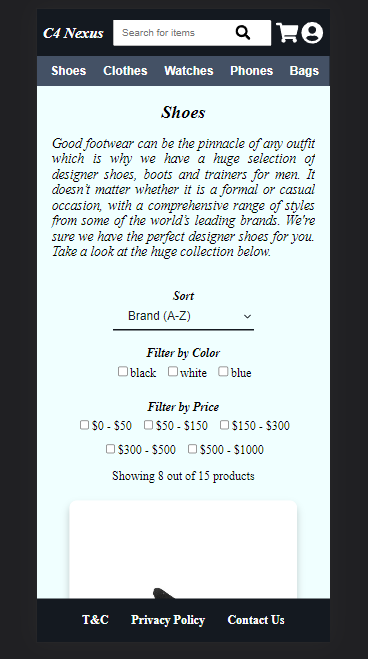 C4 Nexus Search for items
Shoes Clothes Watches Phones Bags
Shoes
Good footwear can be the pinnacle of any outfit
which is why we have a huge selection of
designer shoes, boots and trainers for men. It
doesn't matter whether it is a formal or casual
occasion, with a comprehensive range of styles
from some of the world's leading brands. We're
sure we have the perfect designer shoes for you.
Take a look at the huge collection below.
Sort
Brand (A-Z)
Filter by Color
black white blue
Filter by Price
$0 - $50 $50 - $150 $150 - $300
$300 - $500 $500 - $1000
Showing 8 out of 15 products
T&C Privacy Policy Contact Us